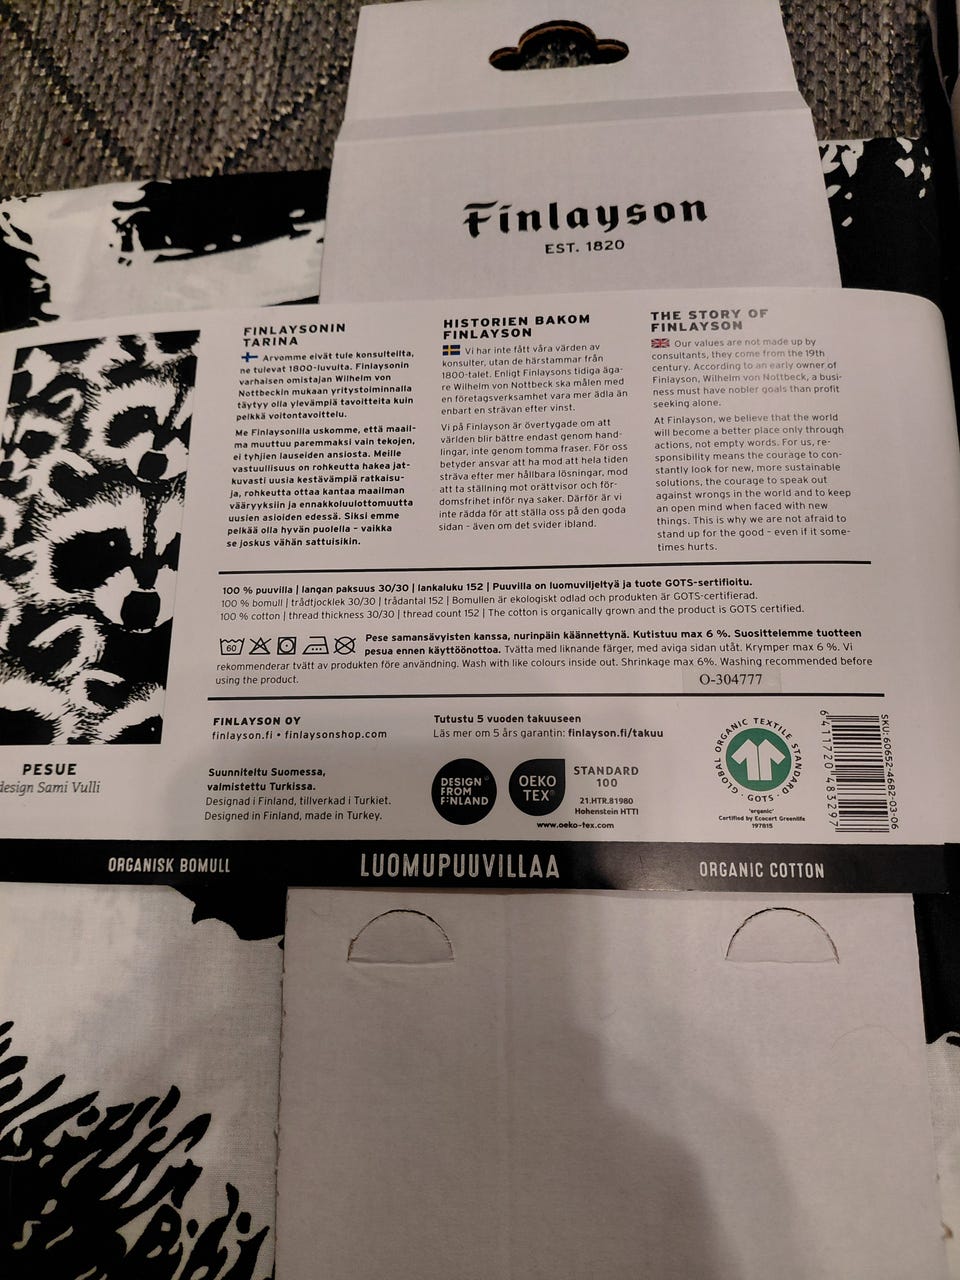 Finlayson
EST. 1820
FINLAYSONIN
TARINA
Arvomme eivät tule konsulteilta,
ne tulevat 1800-luvulta. Finlaysonin
varhaisen omistajan Wilhelm von
Nottbeckin mukaan yritystoiminnalla
täytyy olla ylevämpiä tavoitteita kuin
pelkkä voitontavoittelu.
Me Finlaysonilla uskomme, että maail-
ma muuttuu paremmaksi vain tekojen,
ei tyhjien lauseiden ansiosta. Meille
vastuullisuus on rohkeutta hakea jat-
kuvasti uusia kestävämpiä ratkaisu-
ja, rohkeutta ottaa kantaa maailman
vääryyksiin ja ennakkoluulottomuutta
uusien asioiden edessä. Siksi emme
pelkää olla hyvän puolella – vaikka
se joskus vähän sattuisikin.
HISTORIEN BAKOM
FINLAYSON
Vi har inte fått våra värden av
konsulter, utan de härstammar från
1800-talet. Enligt Finlaysons tidiga äga-
re Wilhelm von Nottbeck ska målen med
en företagsverksamhet vara mer ädla än
enbart en strävan efter vinst.
Vi på Finlayson är övertygade om att
världen blir bättre endast genom hand-
lingar, inte genom tomma fraser. För oss
betyder ansvar att ha mod att hela tiden
sträva efter mer hållbara lösningar, mod
att ta ställning mot orättvisor och för-
domsfrihet inför nya saker. Därför är vi
inte rädda för att ställa oss på den goda
sidan – även om det svider ibland.
THE STORY OF
FINLAYSON
Our values are not made up by
consultants, they come from the 19th
century. According to an early owner of
Finlayson, Wilhelm von Nottbeck, a busi-
ness must have nobler goals than profit
seeking alone.
At Finlayson, we believe that the world
will become a better place only through
actions, not empty words. For us, re-
sponsibility means the courage to con-
stantly look for new, more sustainable
solutions, the courage to speak out
against wrongs in the world and to keep
an open mind when faced with new
things. This is why we are not afraid to
stand up for the good – even if it some-
times hurts.
100 % puuvilla | langan paksuus 30/30 | lankaluku 152 | Puuvilla on luomuviljeltyä ja tuote GOTS-sertifioitu.
100 % bomull | trådtjocklek 30/30 | trådantal 152 | Bomullen är ekologiskt odlad och produkten är GOTS-certifierad.
100 % cotton | thread thickness 30/30 | thread count 152 | The cotton is organically grown and the product is GOTS certified.
60
Pese samansävyisten kanssa, nurinpäin käännettynä. Kutistuu max 6 %. Suosittelemme tuotteen
pesua ennen käyttöönottoa. Tvätta med liknande färger, med aviga sidan utåt. Krymper max 6 %. Vi
rekommenderar tvätt av produkten före användning. Wash with like colours inside out. Shrinkage max 6%. Washing recommended before
using the product.
O-304777
FINLAYSON OY
finlayson.fi • finlaysonshop.com
Tutustu 5 vuoden takuuseen
Läs mer om 5 års garantin: finlayson.fi/takuu
Suunniteltu Suomessa,
valmistettu Turkissa.
Designad i Finland, tillverkad i Turkiet.
Designed in Finland, made in Turkey.
DESIGN
FROM
FINLAND
OEKO
TEX®
STANDARD
100
21.HTR.81980
Hohenstein HTTI
www.oeko-tex.com
GLOBAL ORGANIC TEXTILE STANDARD
· GOTS ·
'organic'
Certified by Ecocert Greenlife
197815
6411720483297
SKU: 60652-4682-03-06
PESUE
design Sami Vulli
ORGANISK BOMULL
LUOMUPUUVILLAA
ORGANIC COTTON